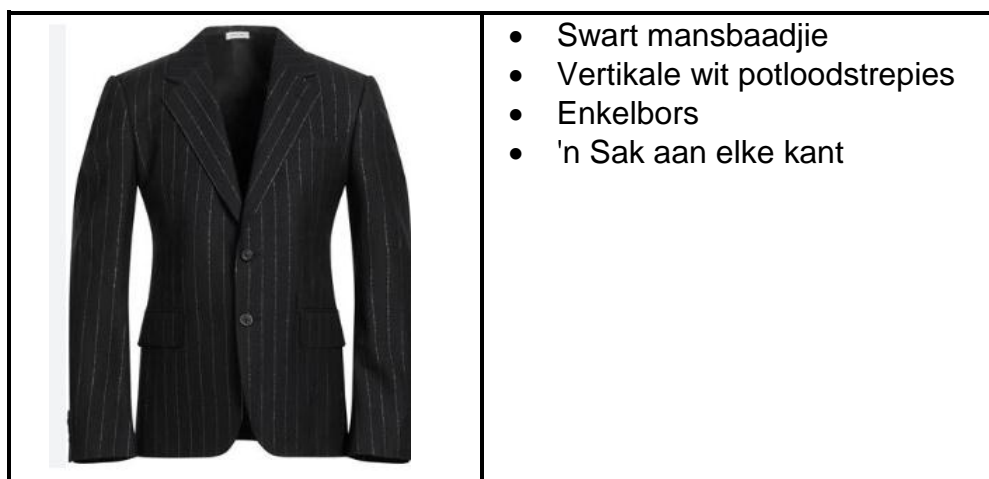 • Swart mansbaadjie
• Vertikale wit potloodstrepies
• Enkelbors
• 'n Sak aan elke kant